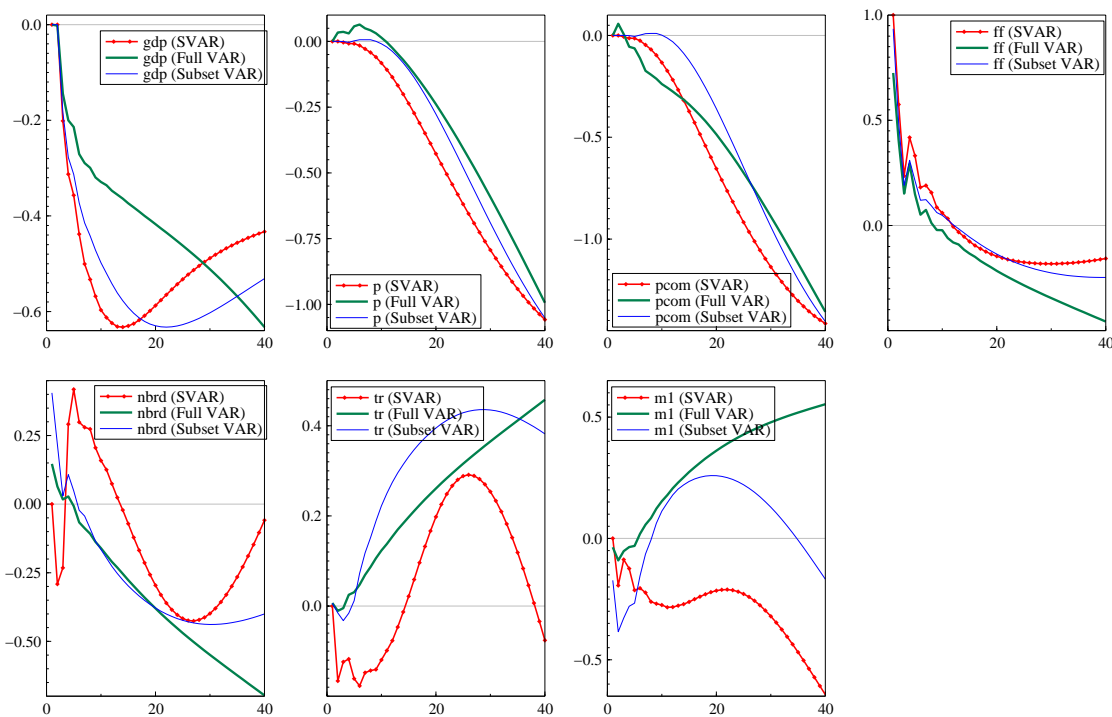 0.0
−0.2
−0.4
−0.6
0 20 40
gdp (SVAR)
gdp (Full VAR)
gdp (Subset VAR)
0.00
−0.25
−0.50
−0.75
−1.00
0 20 40
p (SVAR)
p (Full VAR)
p (Subset VAR)
0.0
−0.5
−1.0
0 20 40
pcom (SVAR)
pcom (Full VAR)
pcom (Subset VAR)
1.0
0.5
0.0
0 10 20 30 40
ff (SVAR)
ff (Full VAR)
ff (Subset VAR)
0.25
0.00
−0.25
−0.50
0 20 40
nbrd (SVAR)
nbrd (Full VAR)
nbrd (Subset VAR)
0.4
0.2
0.0
0 20 40
tr (SVAR)
tr (Full VAR)
tr (Subset VAR)
0.5
0.0
−0.5
0 20 40
m1 (SVAR)
m1 (Full VAR)
m1 (Subset VAR)